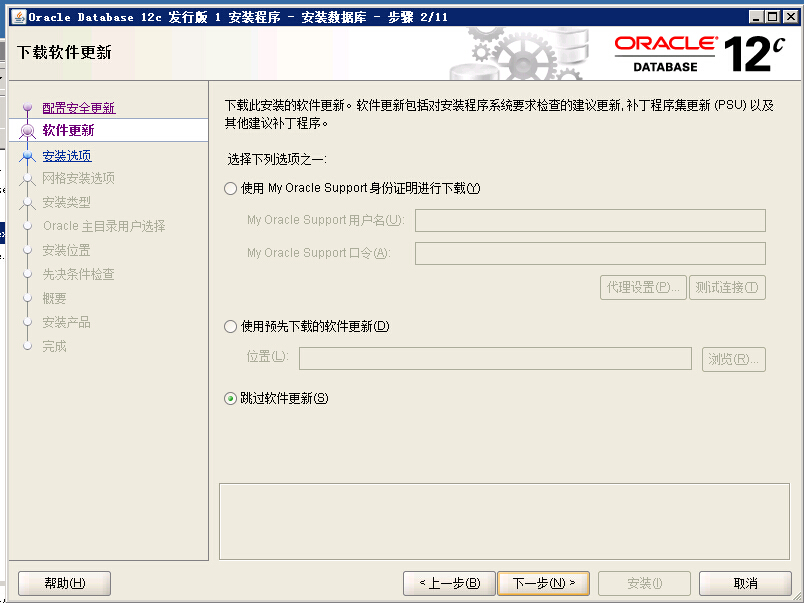 Oracle Database 12c 发行版 1 安装程序 - 安装数据库 - 步骤 2/11
下载软件更新
ORACLE®
DATABASE
12c
配置安全更新
软件更新
安装选项
网格安装选项
安装类型
Oracle 主目录用户选择
安装位置
先决条件检查
概要
安装产品
完成
下载此安装的软件更新。软件更新包括对安装程序系统要求检查的建议更新, 补丁程序集更新 (PSU) 以及
其他建议补丁程序。
选择下列选项之一:
使用 My Oracle Support 身份证明进行下载(Y)
My Oracle Support 用户名(U):
My Oracle Support 口令(A):
代理设置(P)... 测试连接(T)
使用预先下载的软件更新(D)
位置(L): 浏览(R)...
跳过软件更新(S)
帮助(H) < 上一步(B) 下一步(N) > 安装(I) 取消